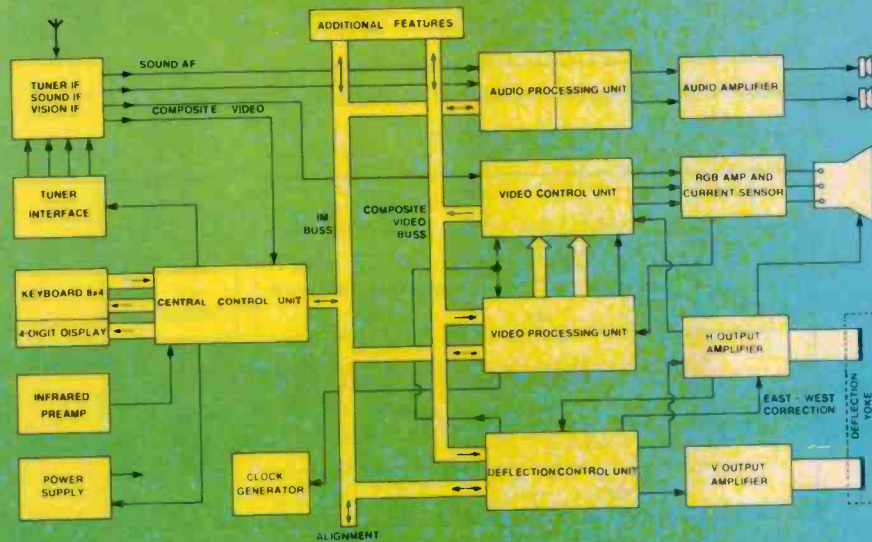 ADDITIONAL FEATURES
TUNER IF
SOUND IF
VISION IF
SOUND AF
COMPOSITE VIDEO
AUDIO PROCESSING UNIT
AUDIO AMPLIFIER
TUNER
INTERFACE
IM
BUSS
COMPOSITE
VIDEO
BUSS
VIDEO CONTROL UNIT
RGB AMP AND
CURRENT SENSOR
KEYBOARD 8x4
4-DIGIT DISPLAY
CENTRAL CONTROL UNIT
VIDEO PROCESSING UNIT
H OUTPUT
AMPLIFIER
INFRARED
PREAMP
EAST-WEST
CORRECTION
DEFLECTION
YOKE
POWER
SUPPLY
CLOCK
GENERATOR
DEFLECTION CONTROL UNIT
V OUTPUT
AMPLIFIER
ALIGNMENT